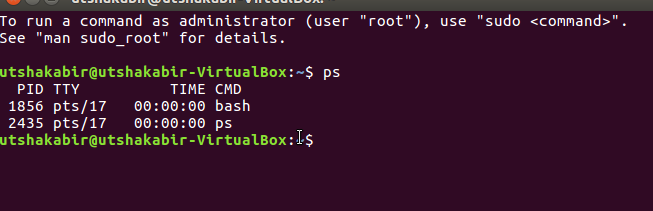 utshakabir@utshakabir-VirtualBox: ~
To run a command as administrator (user "root"), use "sudo <command>".
See "man sudo_root" for details.
utshakabir@utshakabir-VirtualBox:~$ ps
  PID TTY          TIME CMD
 1856 pts/17   00:00:00 bash
 2435 pts/17   00:00:00 ps
utshakabir@utshakabir-VirtualBox:~$